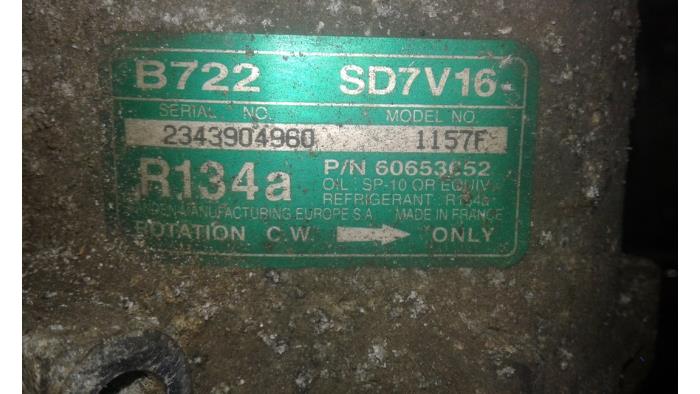 B722 SD7V16-
SERIAL NO. MODEL NO.
2343904960 1157F
R134a P/N 60653652
OIL : SP-10 OR EQUIV.
REFRIGERANT : R134a
MANUFACTURING EUROPE S.A. MADE IN FRANCE
ROTATION C.W. ONLY